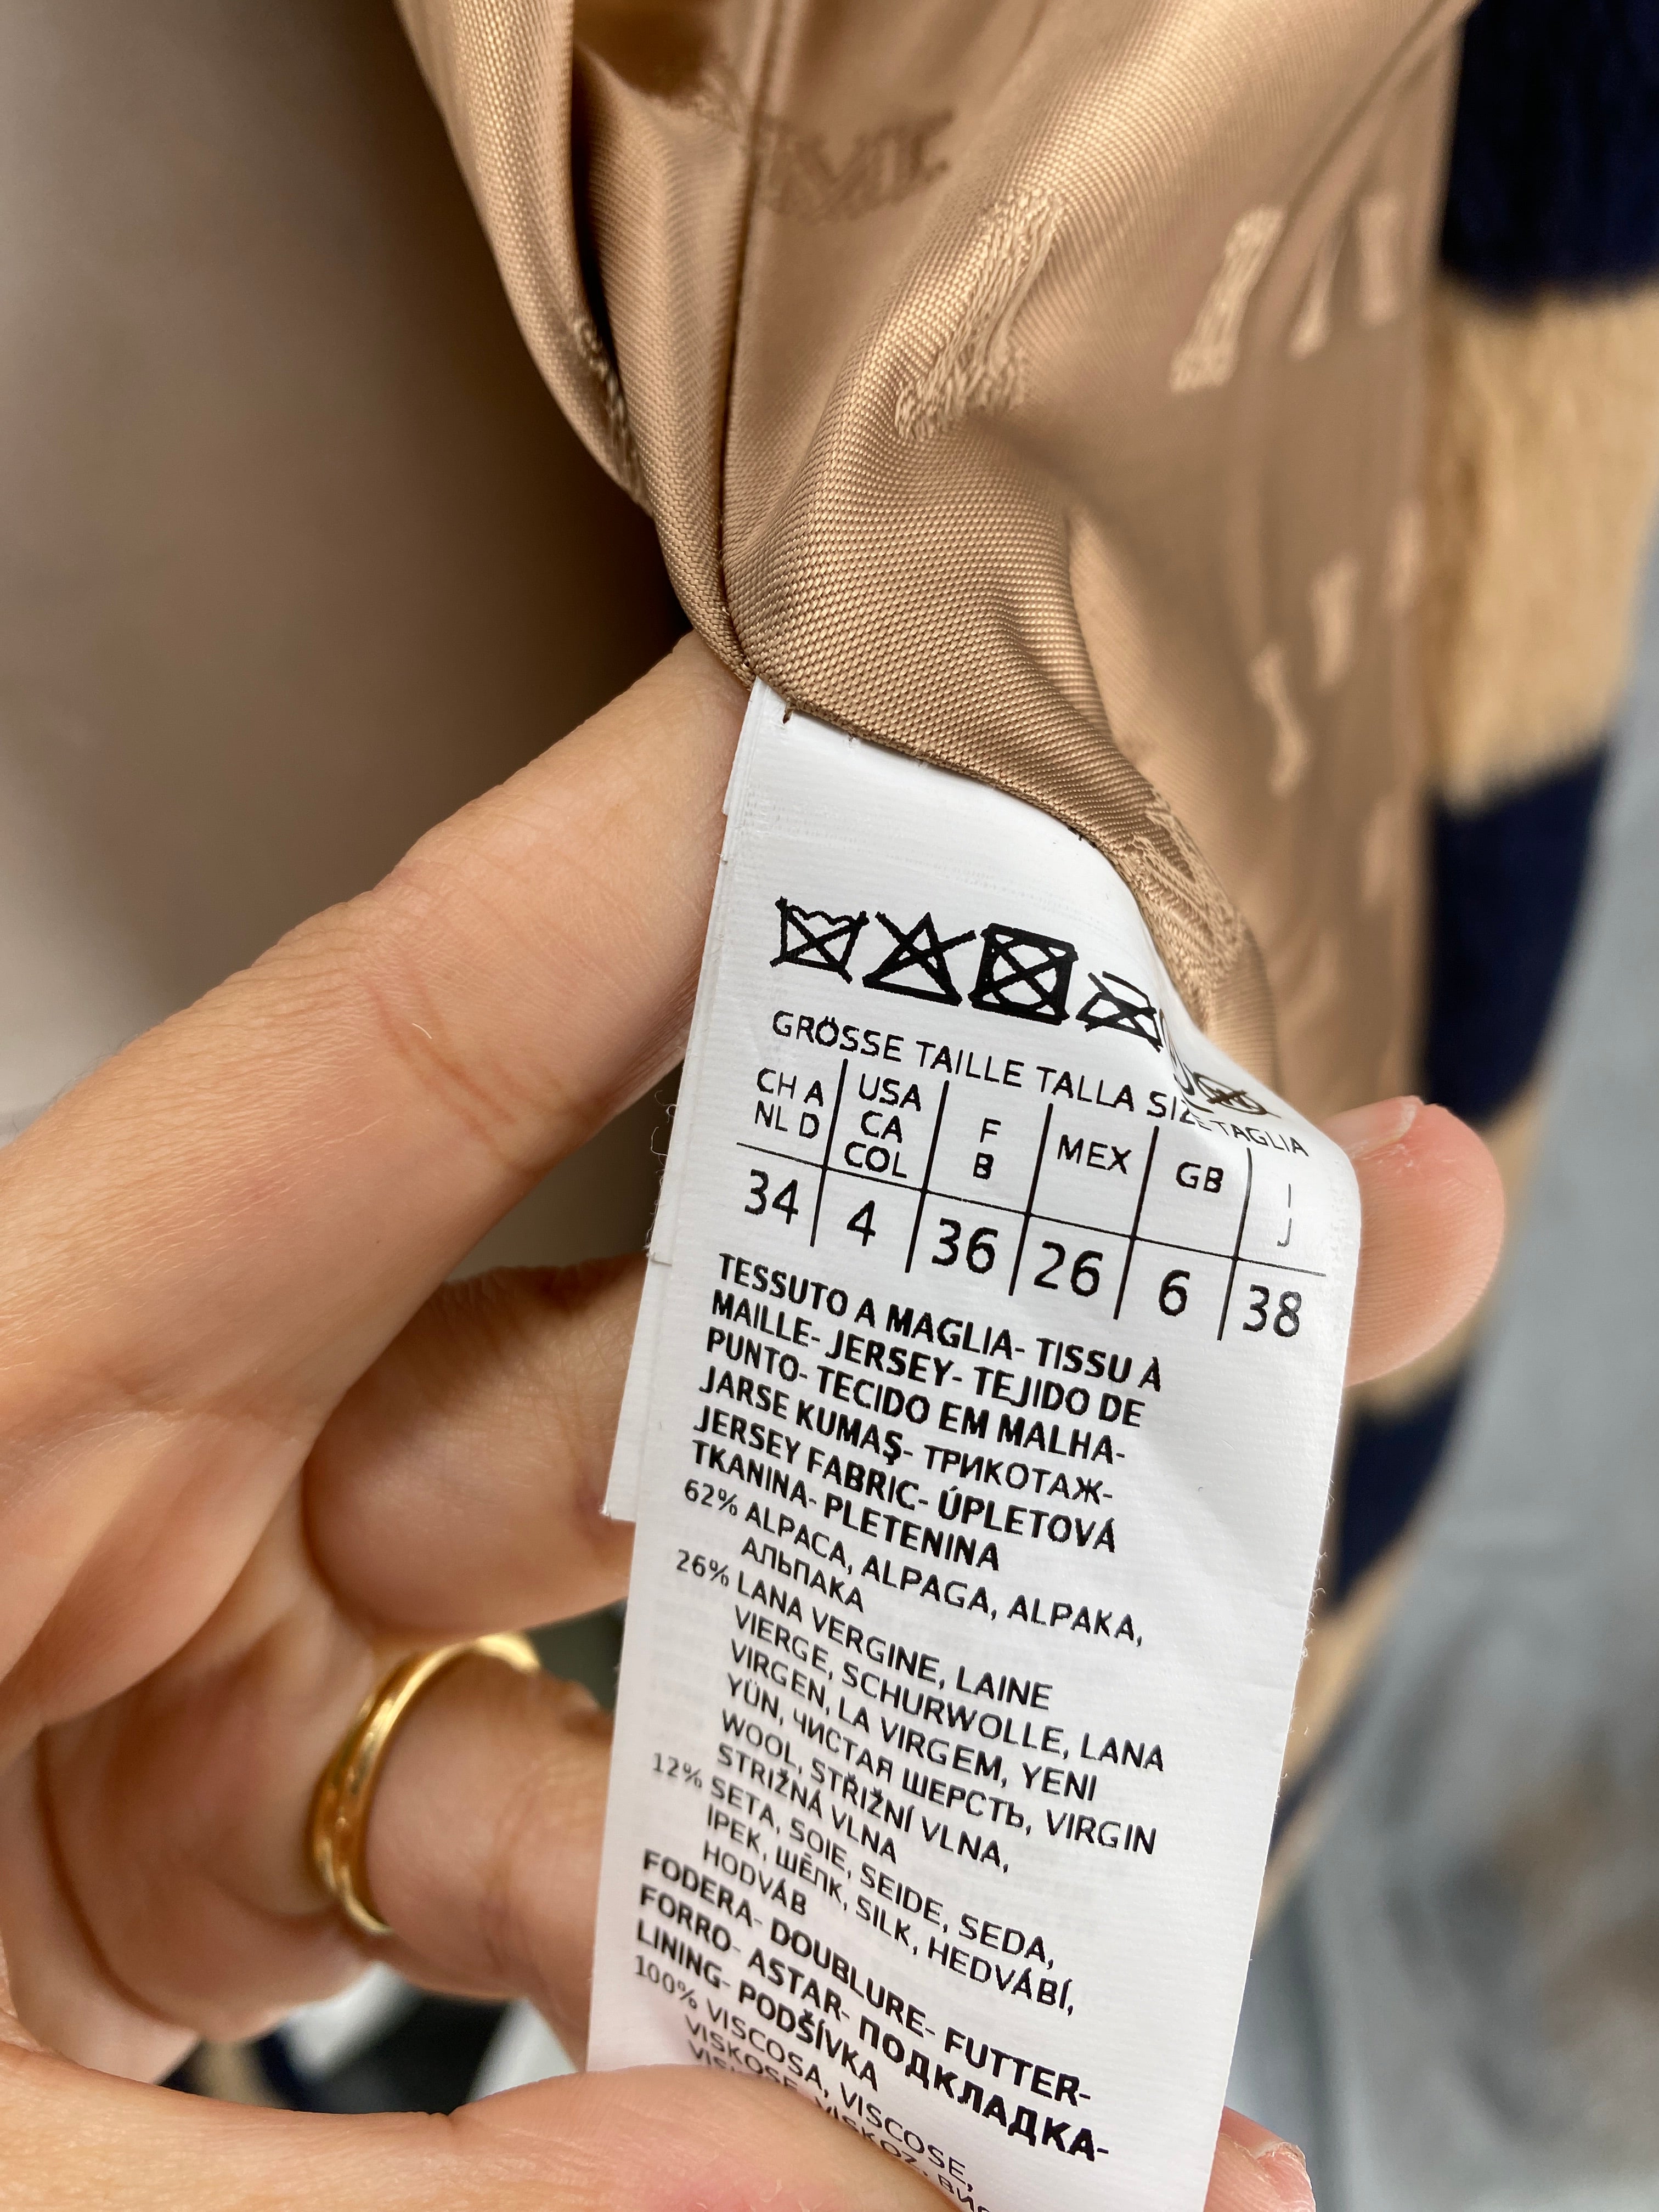 GRÖSSE TAILLE TALLA SIZE TAGLIA
CH A NL D USA CA COL F B MEX GB I J
34 4 36 26 6 38
TESSUTO A MAGLIA- TISSU À
MAILLE- JERSEY- TEJIDO DE
PUNTO- TECIDO EM MALHA-
JARSE KUMAŞ- ТРИКОТАЖ-
JERSEY FABRIC- ÚPLETOVÁ
TKANINA- PLETENINA
62% ALPACA, ALPAGA, ALPAKA,
АЛЬПАКА
26% LANA VERGINE, LAINE
VIERGE, SCHURWOLLE, LANA
VIRGEN, LA VIRGEM, YENI
YÜN, ЧИСТАЯ ШЕРСТЬ, VIRGIN
WOOL, STŘIŽNÍ VLNA,
STRIŽNÁ VLNA
12% SETA, SOIE, SEIDE, SEDA,
IPEK, ШЁЛК, SILK, HEDVÁBÍ,
HODVÁB
FODERA- DOUBLURE- FUTTER-
FORRO- ASTAR- ПОДКЛАДКА-
LINING- PODŠÍVKA
100% VISCOSA, VISCOSE,
VISKOSE, VISKOZ,